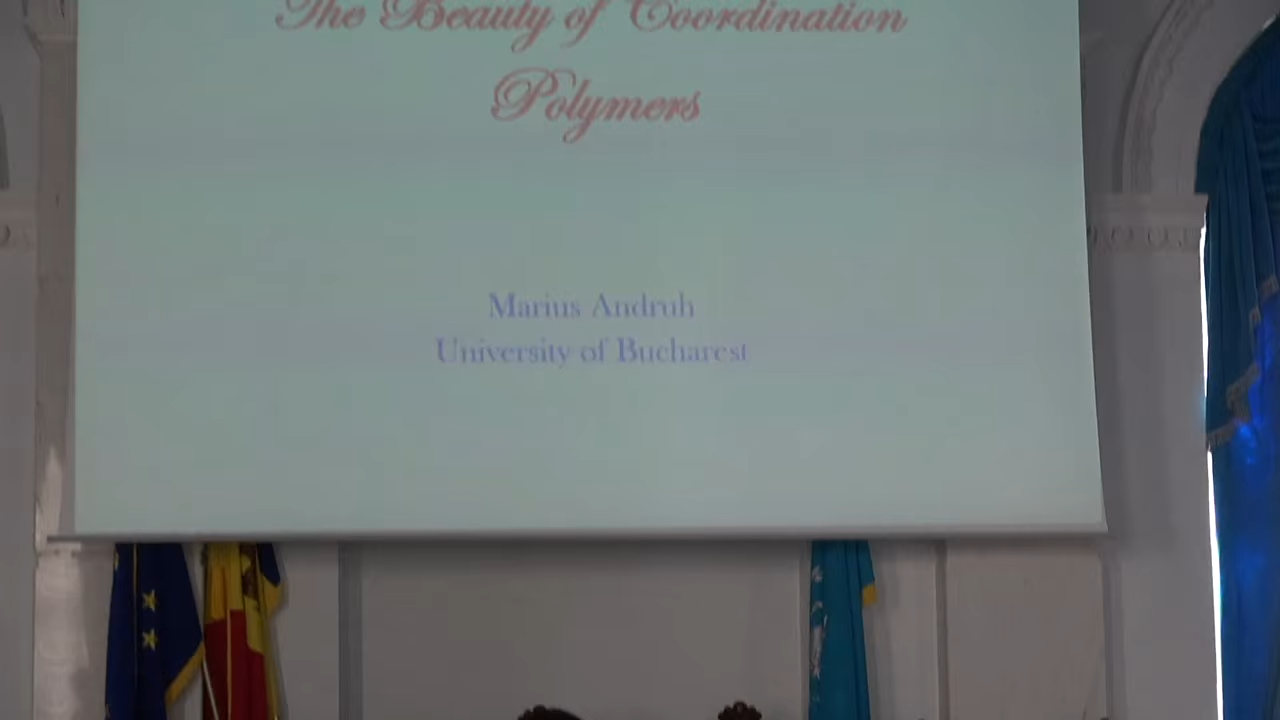 The Beauty of Coordination
Polymers
Marius Andruh
University of Bucharest